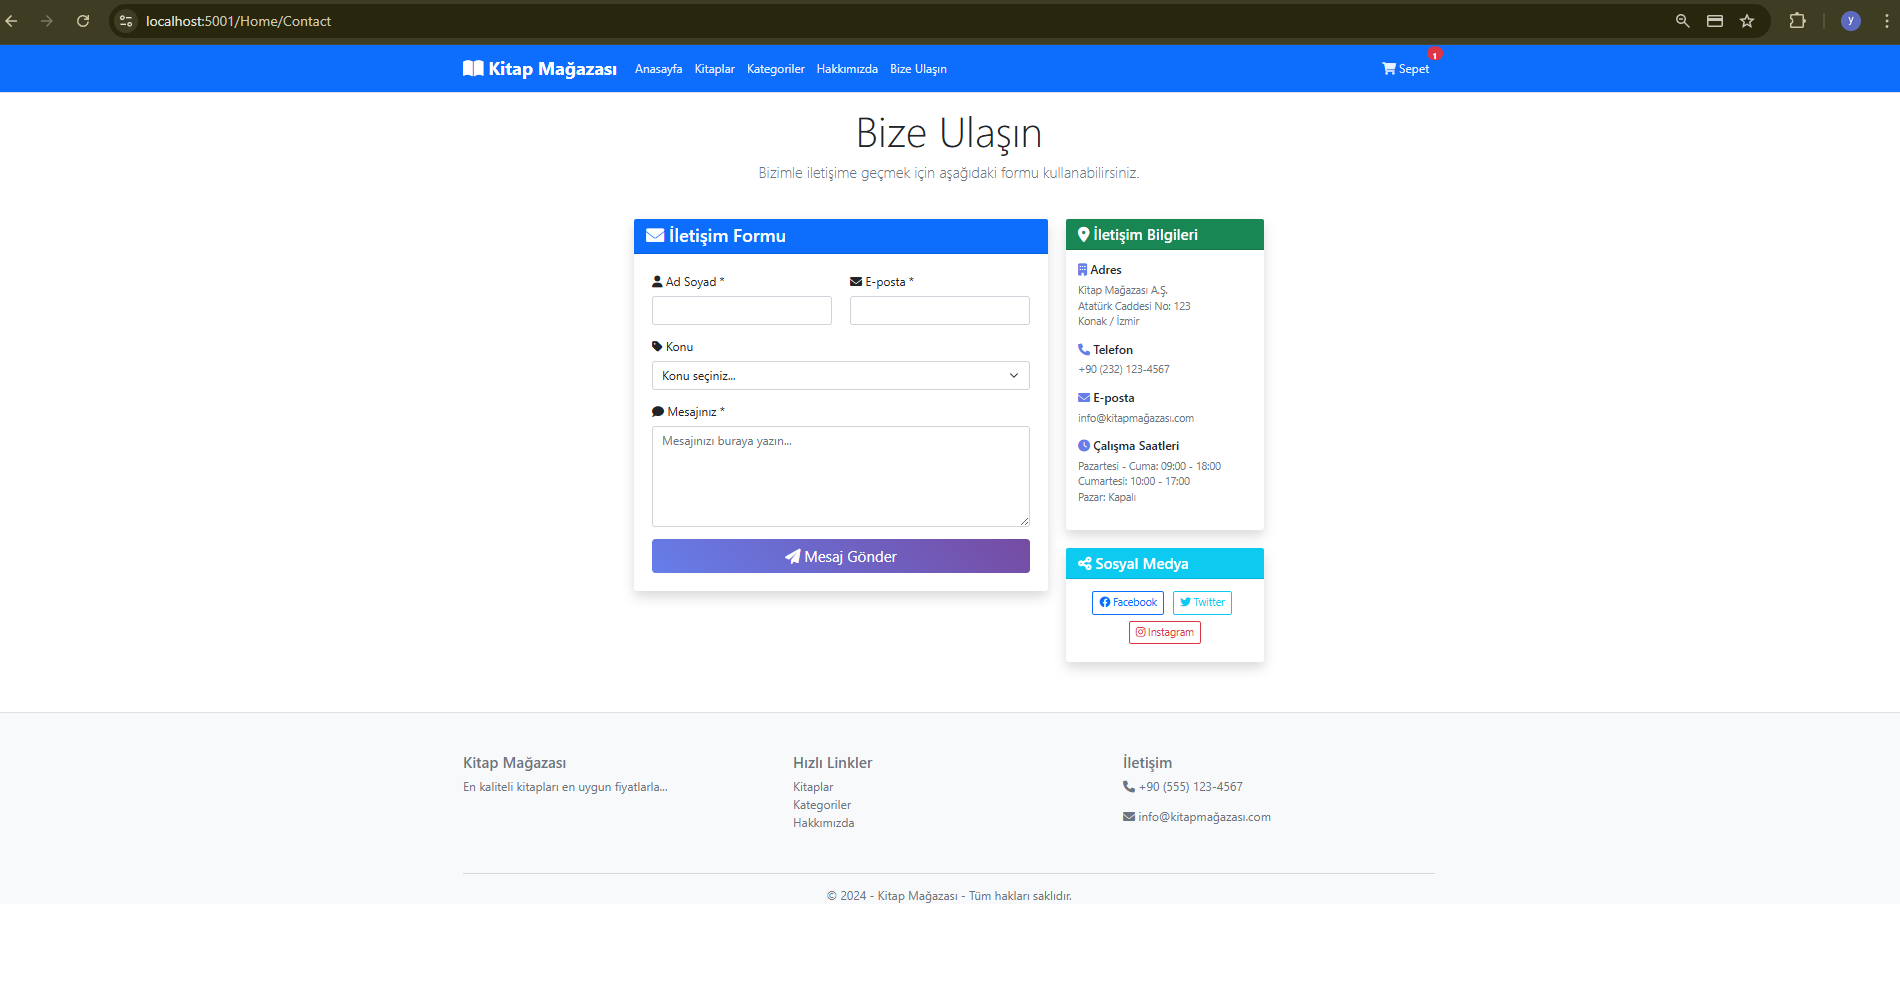 localhost:5001/Home/Contact
y
Kitap Mağazası Anasayfa Kitaplar Kategoriler Hakkımızda Bize Ulaşın Sepet 1
Bize Ulaşın
Bizimle iletişime geçmek için aşağıdaki formu kullanabilirsiniz.
İletişim Formu
Ad Soyad * E-posta *
Konu
Konu seçiniz...
Mesajınız *
Mesajınızı buraya yazın...
Mesaj Gönder
İletişim Bilgileri
Adres
Kitap Mağazası A.Ş.
Atatürk Caddesi No: 123
Konak / İzmir
Telefon
+90 (232) 123-4567
E-posta
info@kitapmağazası.com
Çalışma Saatleri
Pazartesi - Cuma: 09:00 - 18:00
Cumartesi: 10:00 - 17:00
Pazar: Kapalı
Sosyal Medya
Facebook Twitter
Instagram
Kitap Mağazası
En kaliteli kitapları en uygun fiyatlarla...
Hızlı Linkler
Kitaplar
Kategoriler
Hakkımızda
İletişim
+90 (555) 123-4567
info@kitapmağazası.com
© 2024 - Kitap Mağazası - Tüm hakları saklıdır.